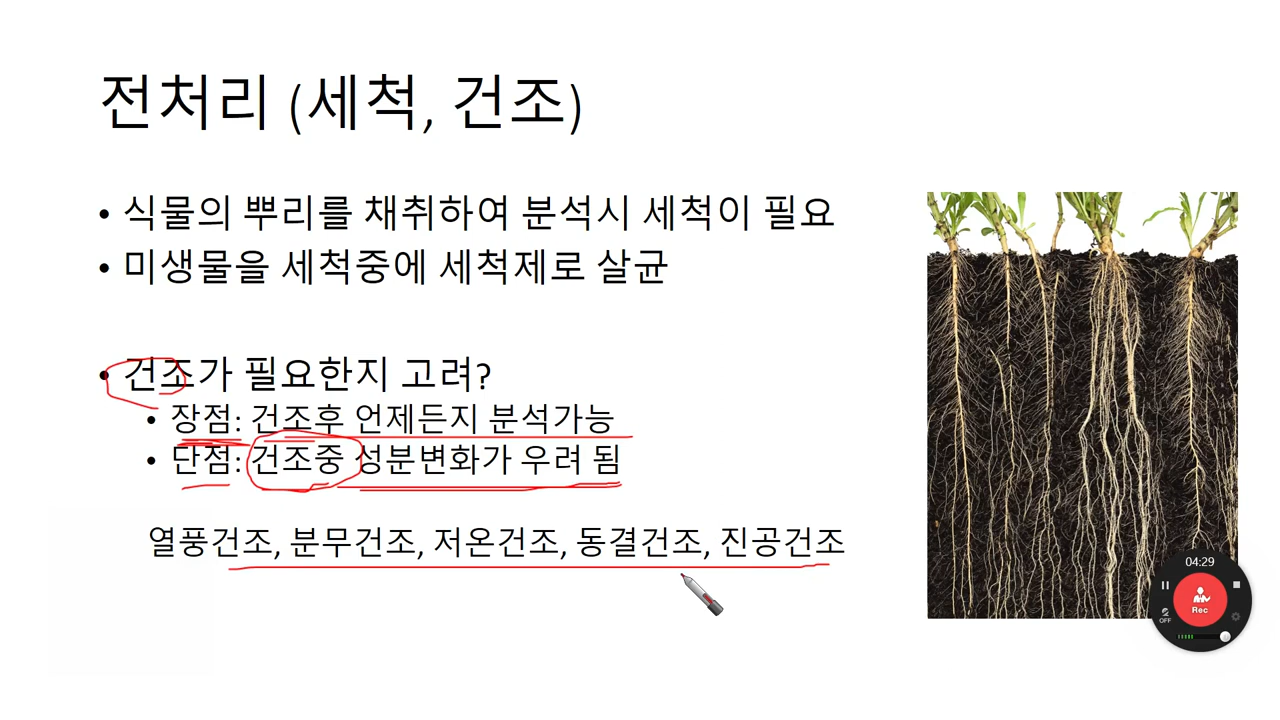 전처리 (세척, 건조)
• 식물의 뿌리를 채취하여 분석시 세척이 필요
• 미생물을 세척중에 세척제로 살균
• 건조가 필요한지 고려?
• 장점: 건조후 언제든지 분석가능
• 단점: 건조중 성분변화가 우려 됨
열풍건조, 분무건조, 저온건조, 동결건조, 진공건조
04:29
Rec
OFF